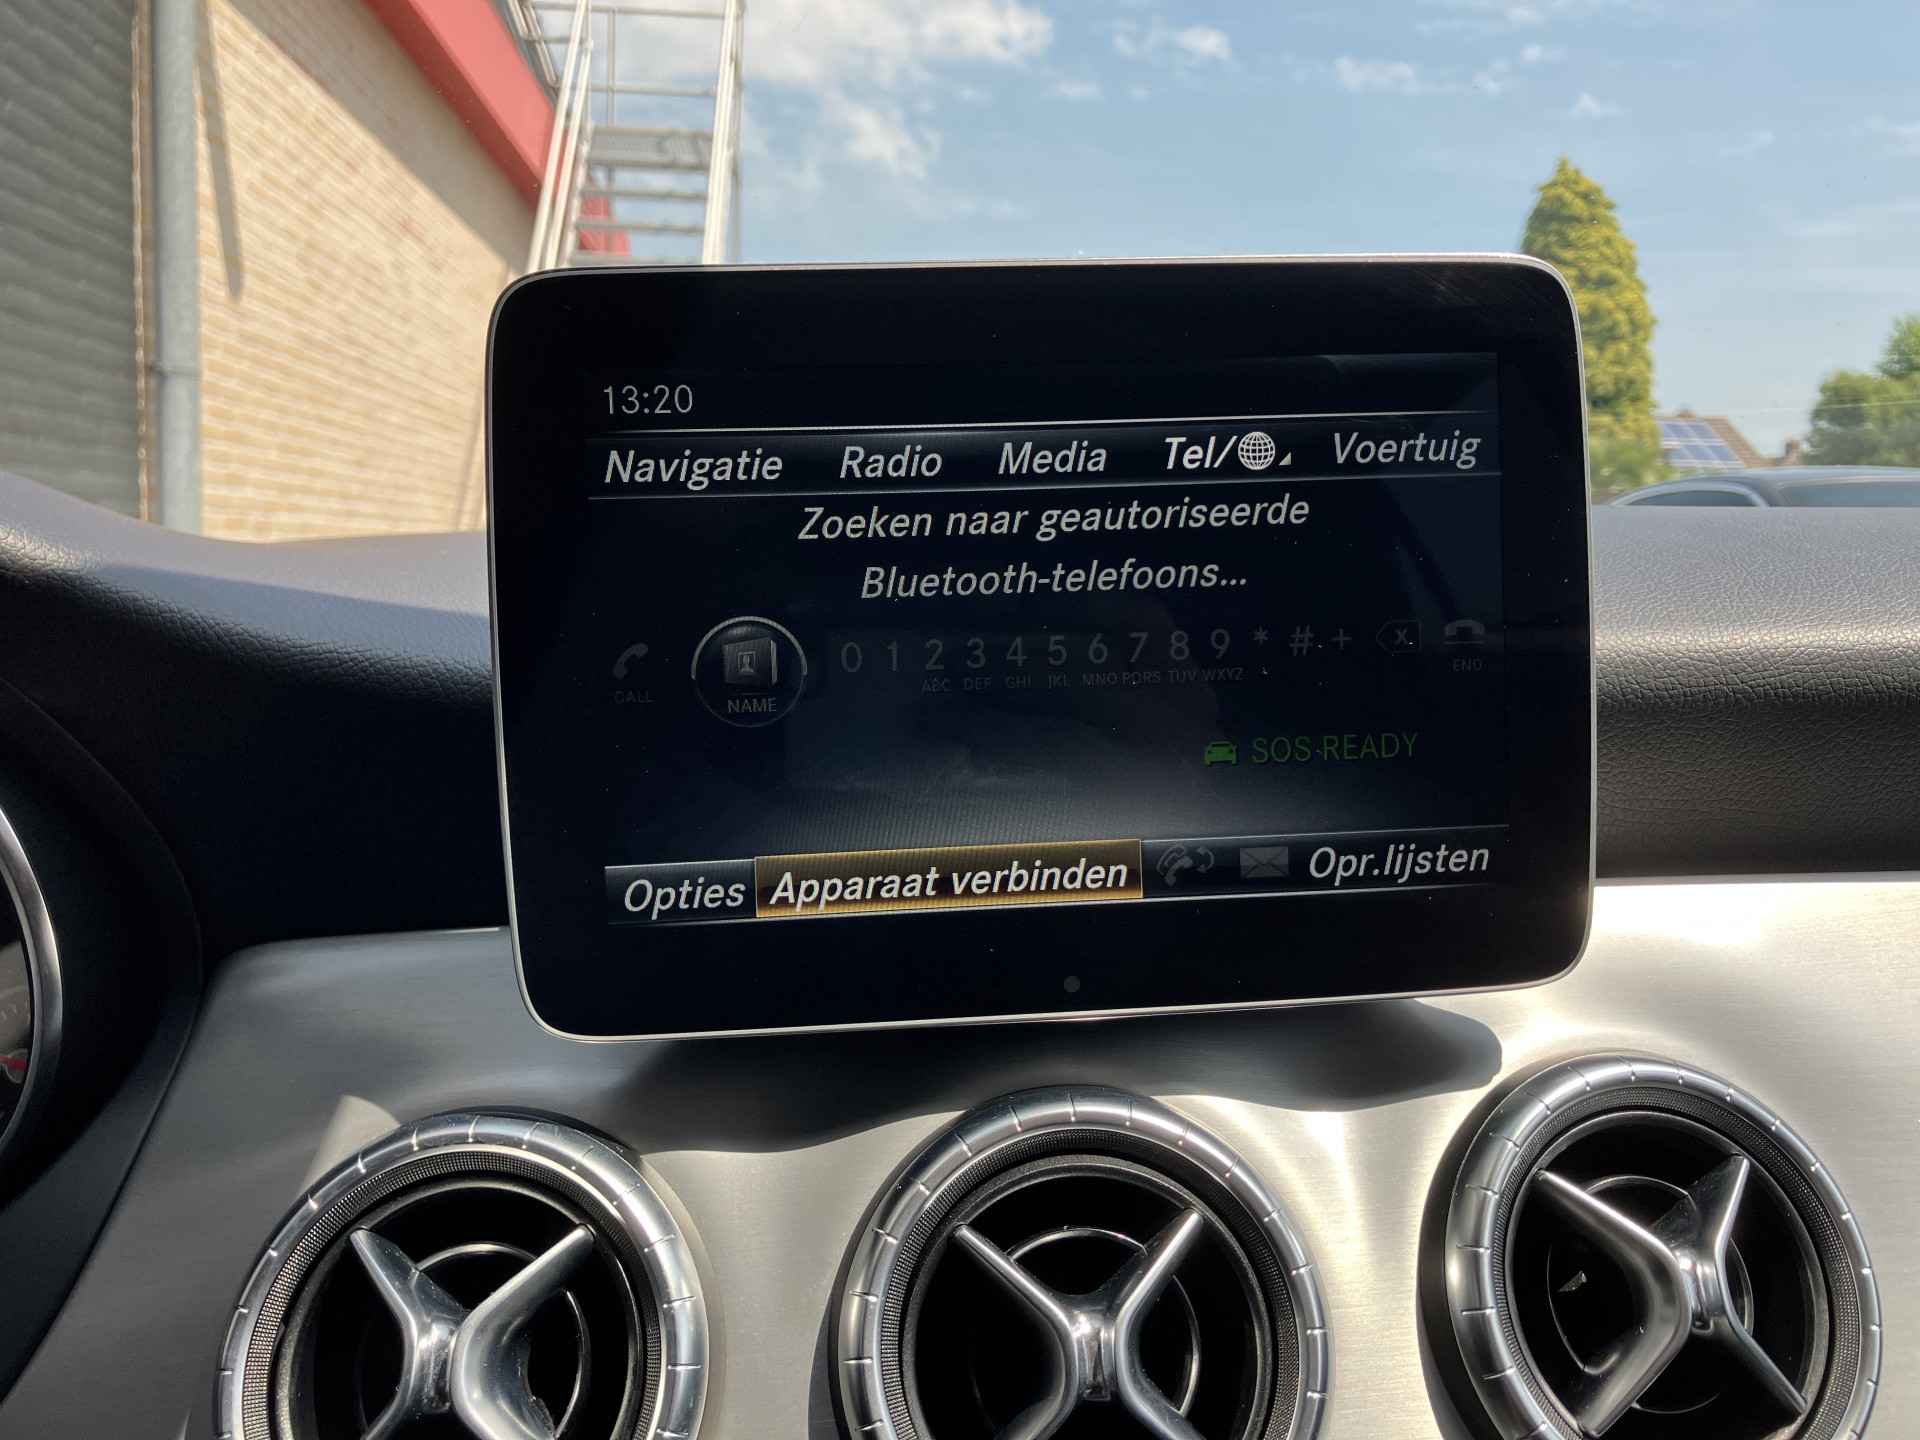 13:20
Navigatie Radio Media Tel/ Voertuig
Zoeken naar geautoriseerde
Bluetooth-telefoons...
0 1 2 3 4 5 6 7 8 9 * # + X
CALL NAME ABC DEF GHI JKL MNO PQRS TUV WXYZ END
SOS READY
Opties Apparaat verbinden Opr.lijsten